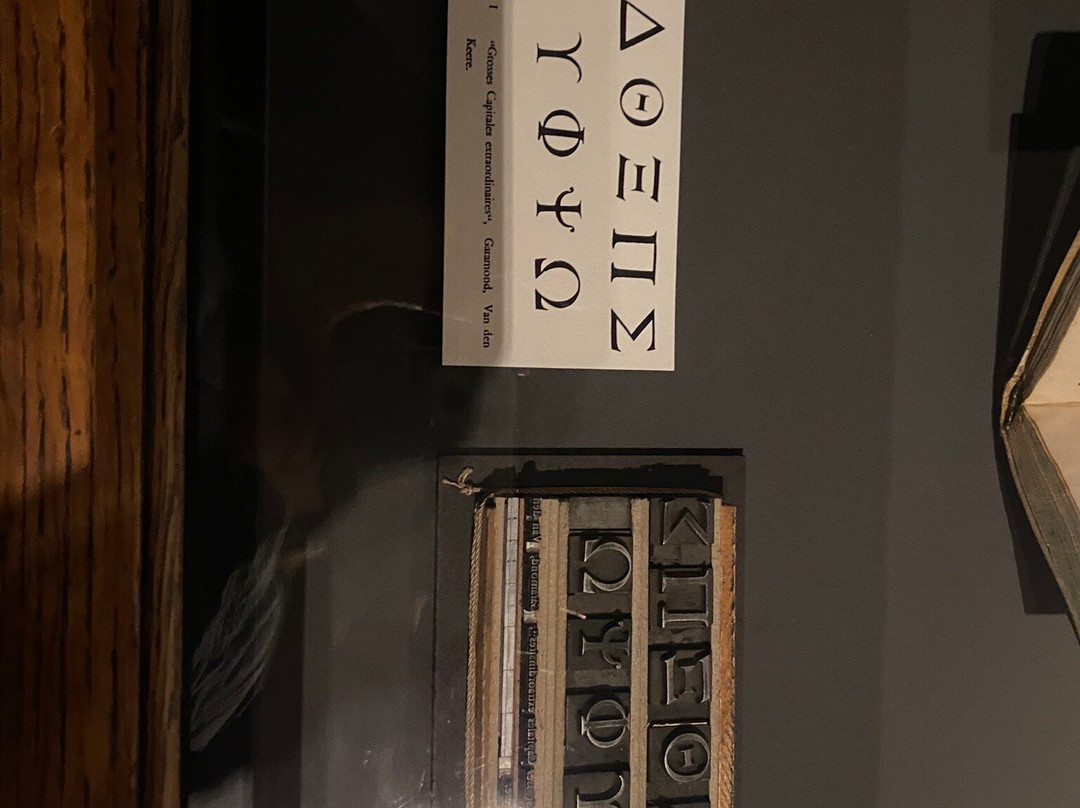 Δ Θ Ξ Π Σ
Υ Φ Ψ Ω
“Grosses Capitales extraordinaires“, Garamond, Van den
Keere.
Σ Π Ξ Θ
Ω Ψ Φ Υ